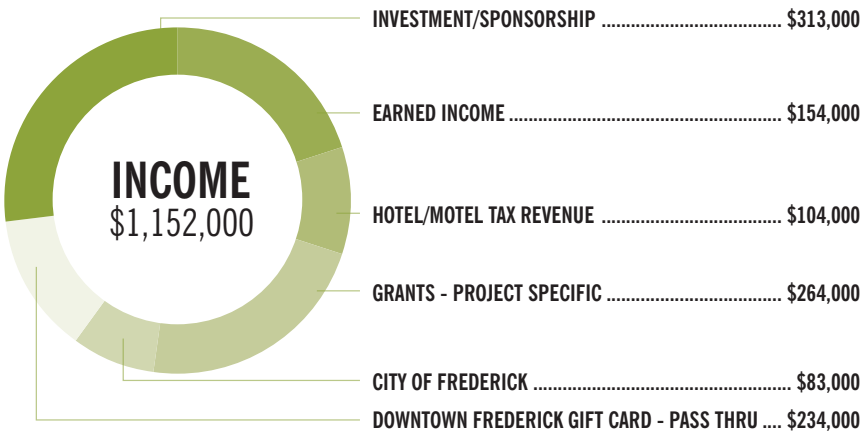 INCOME
$1,152,000
INVESTMENT/SPONSORSHIP ..................................... $313,000
EARNED INCOME ........................................................ $154,000
HOTEL/MOTEL TAX REVENUE ..................................... $104,000
GRANTS - PROJECT SPECIFIC .................................... $264,000
CITY OF FREDERICK ..................................................... $83,000
DOWNTOWN FREDERICK GIFT CARD - PASS THRU .... $234,000